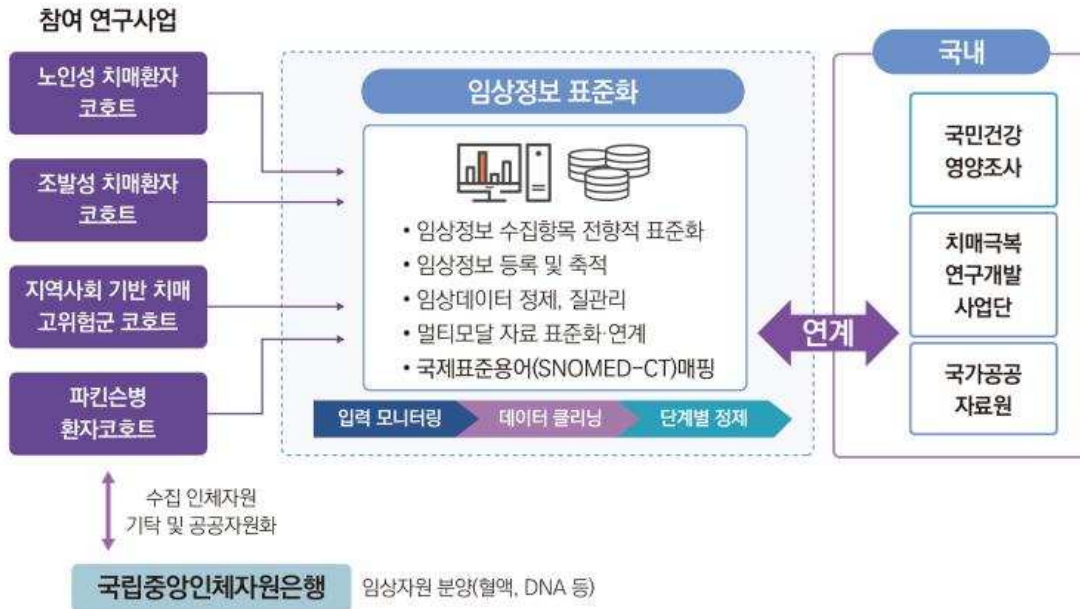 참여 연구사업
노인성 치매환자
코호트
조발성 치매환자
코호트
지역사회 기반 치매
고위험군 코호트
파킨슨병
환자코호트
수집 인체자원
기탁 및 공공자원화
국립중앙인체자원은행
임상자원 분양(혈액, DNA 등)
임상정보 표준화
• 임상정보 수집항목 전향적 표준화
• 임상정보 등록 및 축적
• 임상데이터 정제, 질관리
• 멀티모달 자료 표준화·연계
• 국제표준용어(SNOMED-CT)매핑
입력 모니터링
데이터 클리닝
단계별 정제
연계
국내
국민건강
영양조사
치매극복
연구개발
사업단
국가공공
자료원